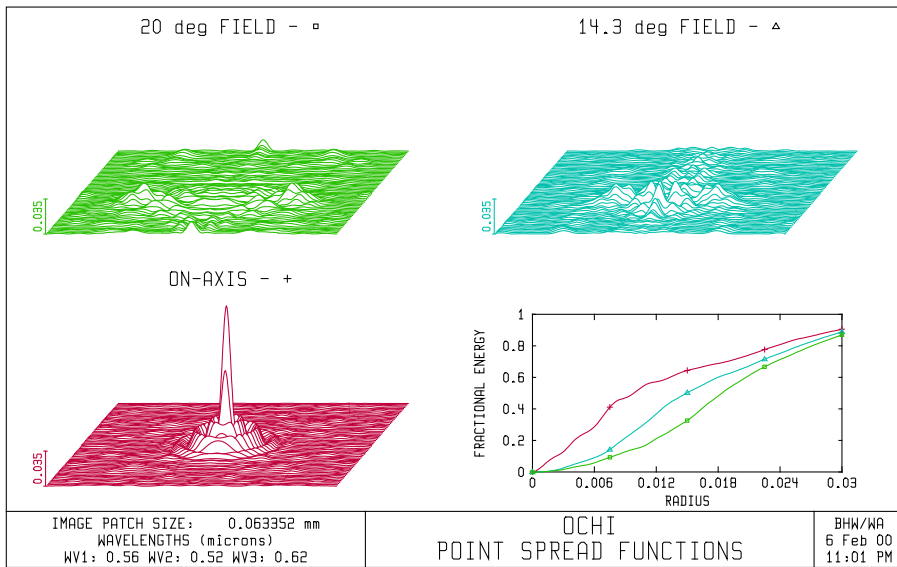 20 deg FIELD - □
14.3 deg FIELD - △
0.035
0.035
ON-AXIS - +
0.035
FRACTIONAL ENERGY
1
0.8
0.6
0.4
0.2
0
0
0.006
0.012
0.018
0.024
0.03
RADIUS
IMAGE PATCH SIZE: 0.063352 mm
WAVELENGTHS (microns)
WV1: 0.56 WV2: 0.52 WV3: 0.62
OCHI
POINT SPREAD FUNCTIONS
BHW/WA
6 Feb 00
11:01 PM